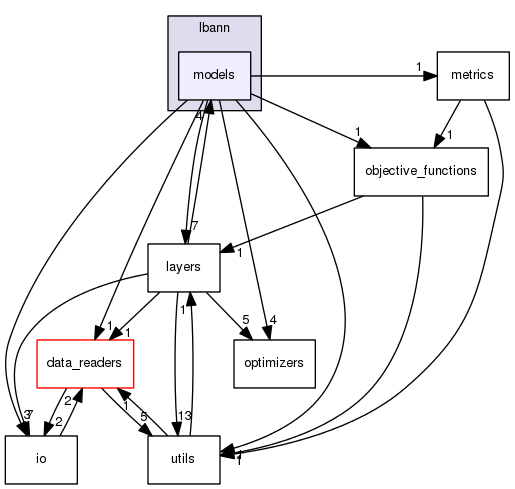 lbann
models
1
metrics
4
1
1
objective_functions
7
1
layers
1
5
4
1
1
data_readers
optimizers
3
7
2
2
1
5
13
io
utils
1
1